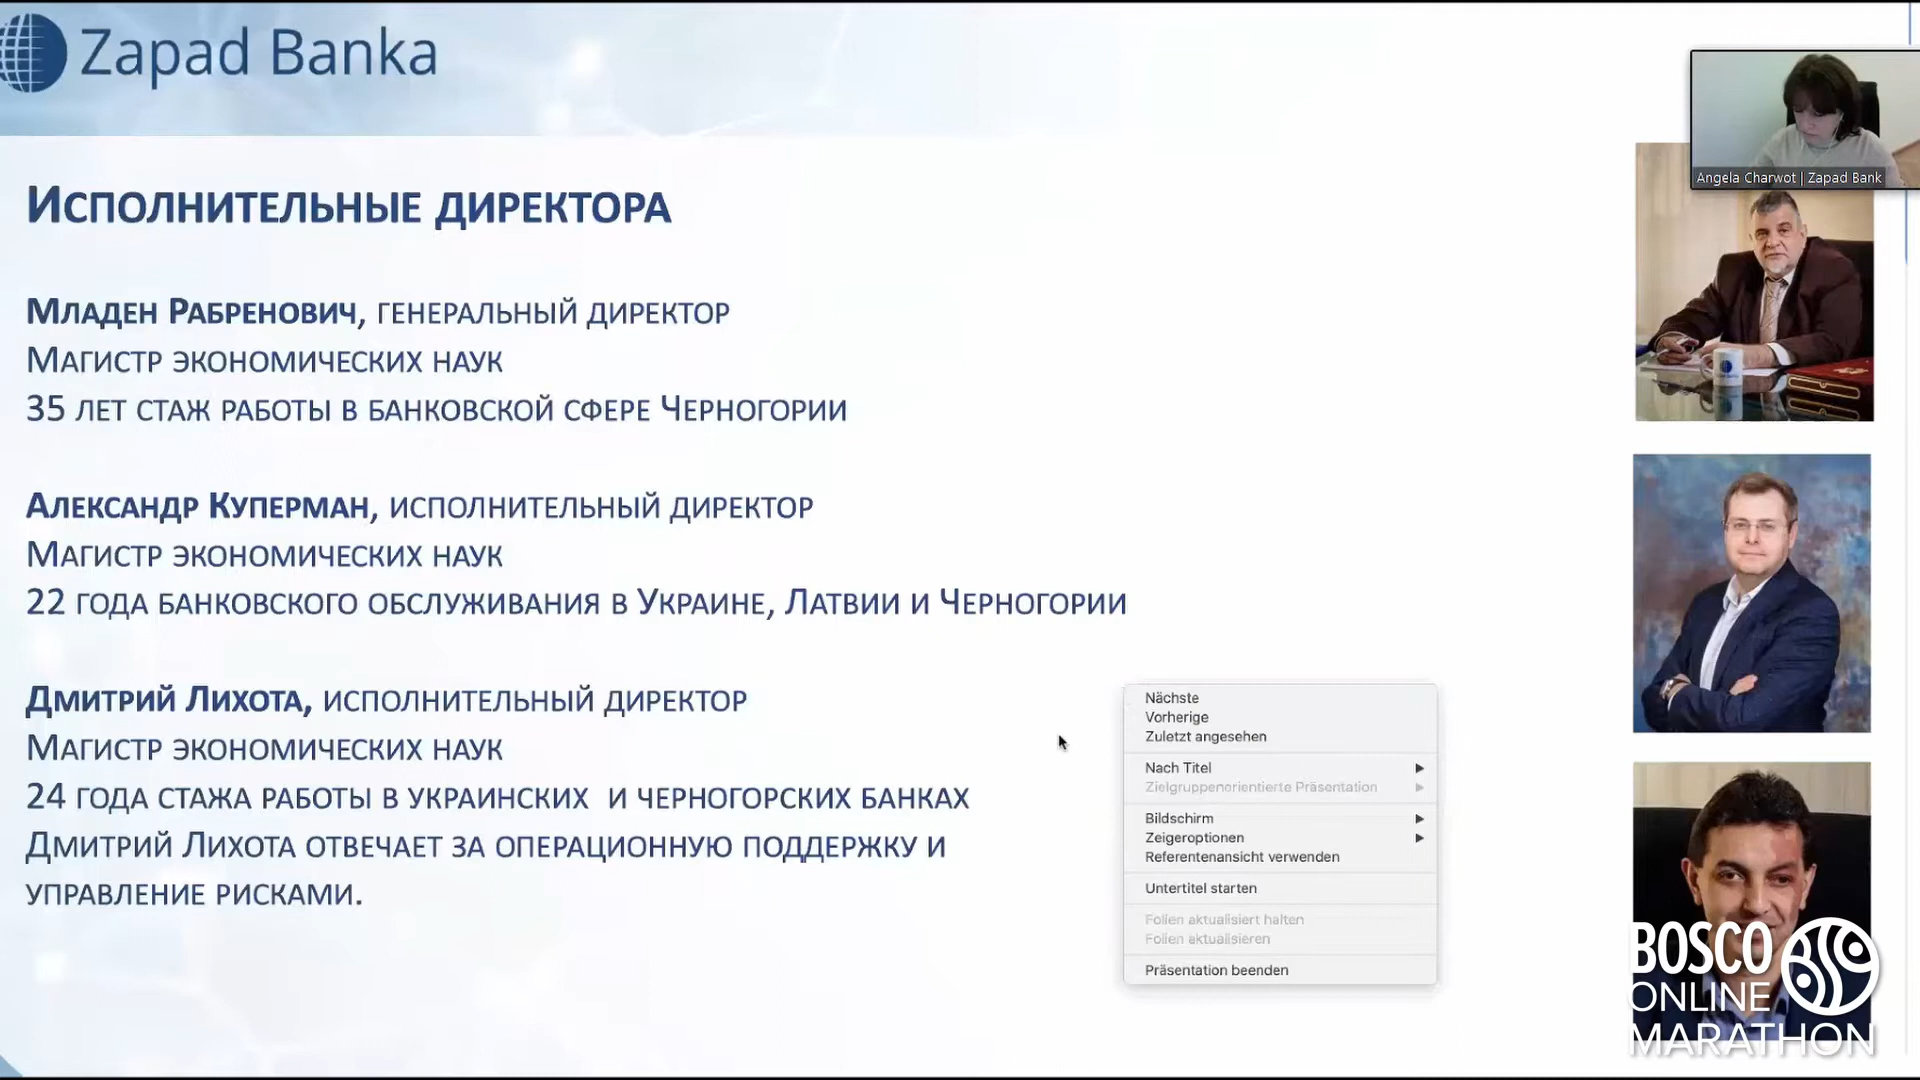 Zapad Banka
Angela Charwot | Zapad Bank
Исполнительные директора
Младен Рабренович, генеральный директор
Магистр экономических наук
35 лет стаж работы в банковской сфере Черногории
Александр Куперман, исполнительный директор
Магистр экономических наук
22 года банковского обслуживания в Украине, Латвии и Черногории
Дмитрий Лихота, исполнительный директор
Магистр экономических наук
24 года стажа работы в украинских и черногорских банках
Дмитрий Лихота отвечает за операционную поддержку и
управление рисками.
Nächste
Vorherige
Zuletzt angesehen
Nach Titel
Zielgruppenorientierte Präsentation
Bildschirm
Zeigeroptionen
Referentenansicht verwenden
Untertitel starten
Folien aktualisiert halten
Folien aktualisieren
Präsentation beenden
BOSCO
ONLINE
MARATHON